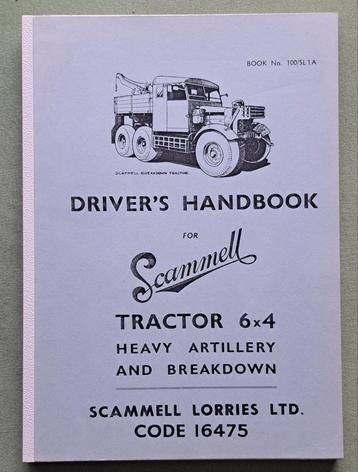 BOOK No. 100/SL1A
SCAMMELL BREAKDOWN TRACTOR.
DRIVER'S HANDBOOK
FOR
Scammell
TRACTOR 6x4
HEAVY ARTILLERY
AND BREAKDOWN
SCAMMELL LORRIES LTD.
CODE 16475